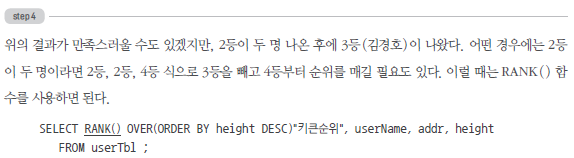 step 4
위의 결과가 만족스러울 수도 있겠지만, 2등이 두 명 나온 후에 3등(김경호)이 나왔다. 어떤 경우에는 2등
이 두 명이라면 2등, 2등, 4등 식으로 3등을 빼고 4등부터 순위를 매길 필요도 있다. 이럴 때는 RANK( ) 함
수를 사용하면 된다.
SELECT RANK() OVER(ORDER BY height DESC)"키큰순위", userName, addr, height
FROM userTbl ;